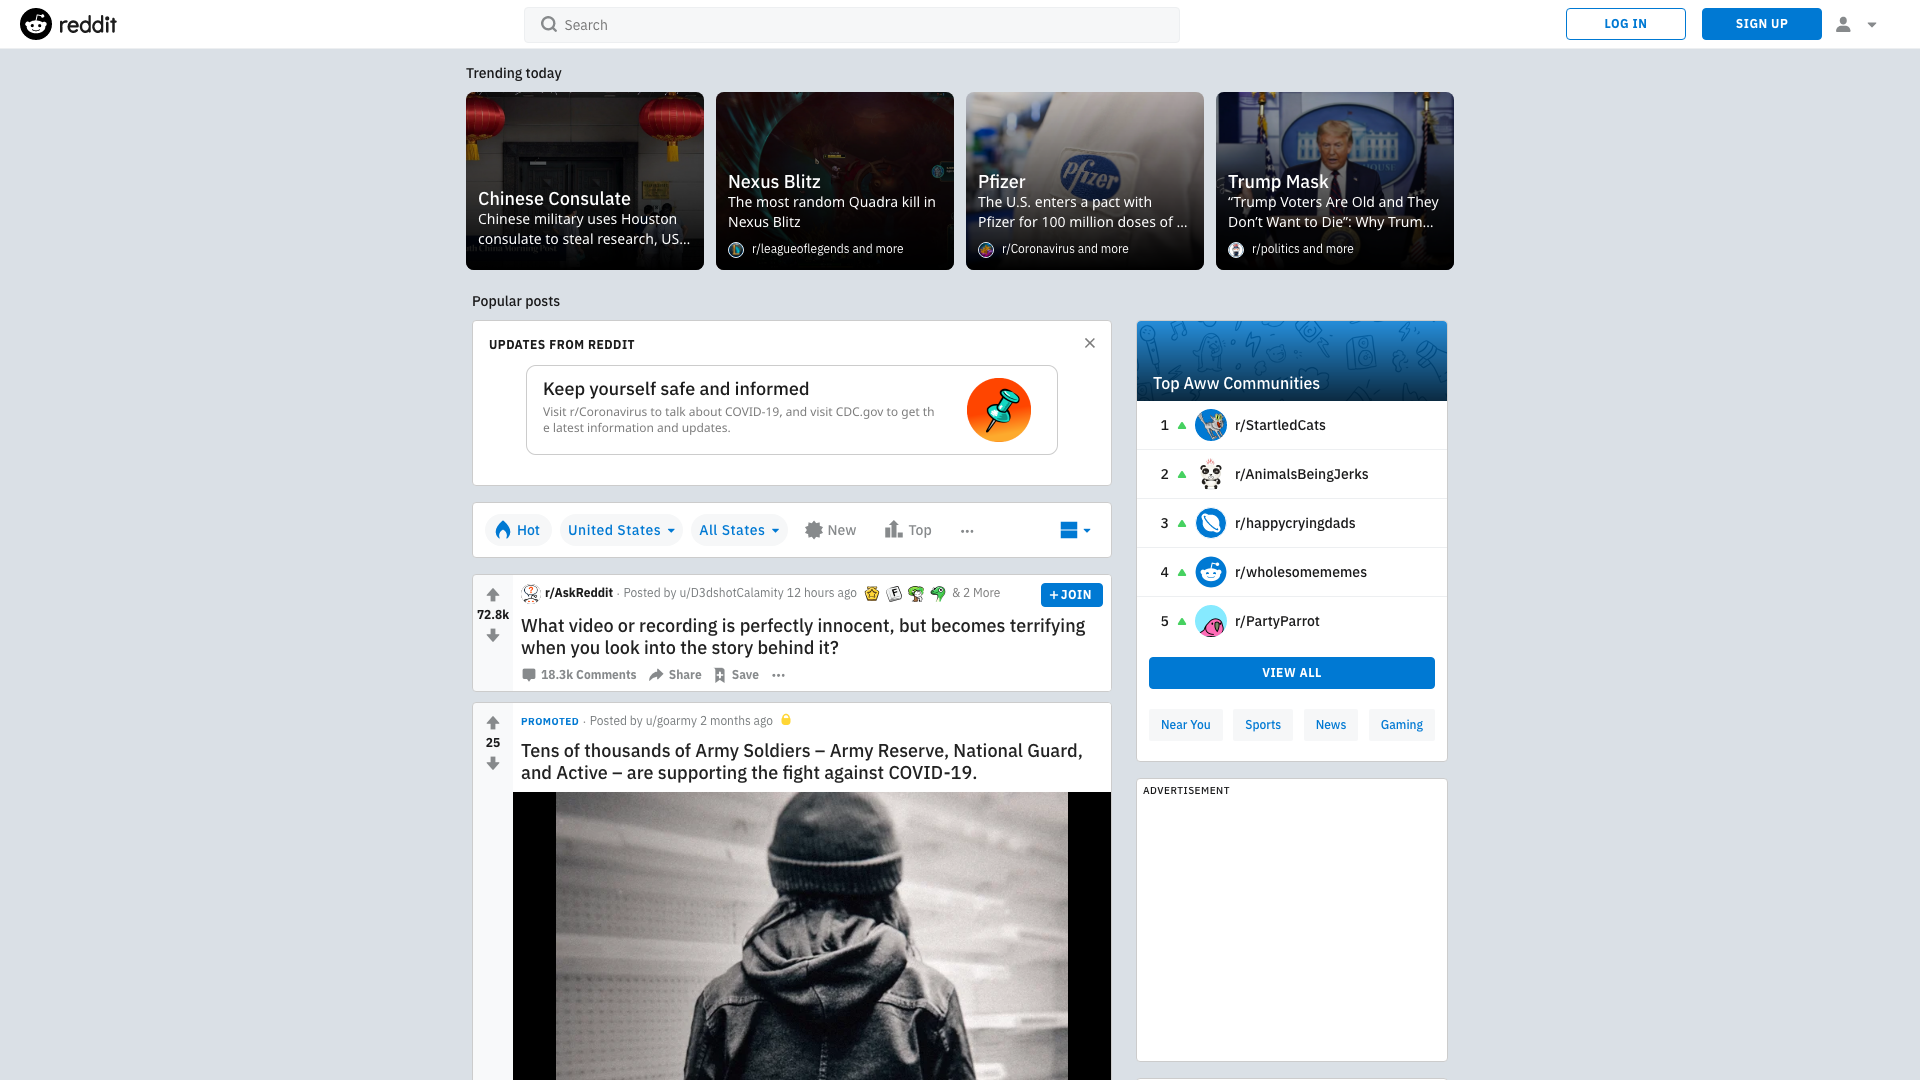 reddit
Search
LOG IN
SIGN UP
Trending today
Chinese Consulate
Chinese military uses Houston
consulate to steal research, US...
Nexus Blitz
The most random Quadra kill in
Nexus Blitz
r/leagueoflegends and more
pfizer
Pfizer
The U.S. enters a pact with
Pfizer for 100 million doses of ...
r/Coronavirus and more
Trump Mask
“Trump Voters Are Old and They
Don’t Want to Die”: Why Trum...
r/politics and more
Popular posts
UPDATES FROM REDDIT
Keep yourself safe and informed
Visit r/Coronavirus to talk about COVID-19, and visit CDC.gov to get th
e latest information and updates.
Hot
United States
All States
New
Top
72.8k
r/AskReddit · Posted by u/D3dshotCalamity 12 hours ago & 2 More
+ JOIN
What video or recording is perfectly innocent, but becomes terrifying
when you look into the story behind it?
18.3k Comments
Share
Save
25
PROMOTED · Posted by u/goarmy 2 months ago
Tens of thousands of Army Soldiers – Army Reserve, National Guard,
and Active – are supporting the fight against COVID-19.
Top Aww Communities
1 r/StartledCats
2 r/AnimalsBeingJerks
3 r/happycryingdads
4 r/wholesomememes
5 r/PartyParrot
VIEW ALL
Near You
Sports
News
Gaming
ADVERTISEMENT